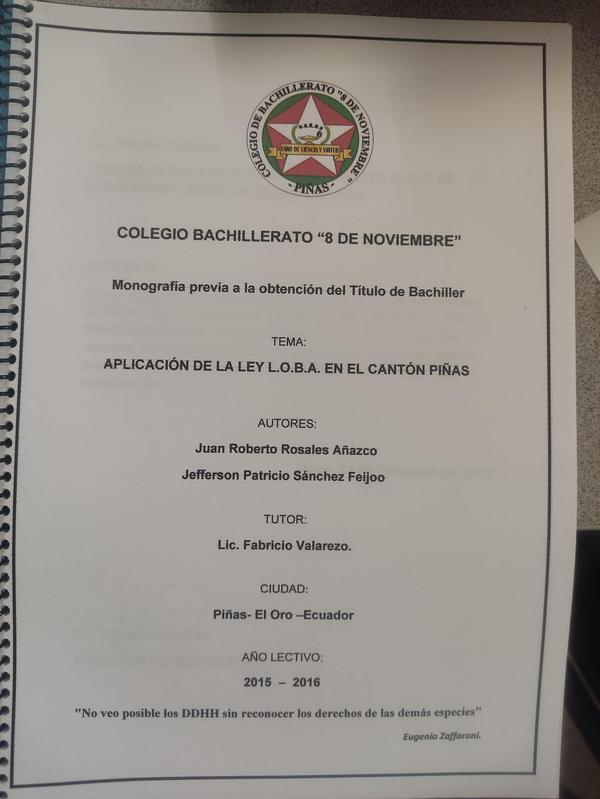 COLEGIO DE BACHILLERATO "8 DE NOVIEMBRE"
FARO DE CIENCIA Y VIRTUD
- PIÑAS -
COLEGIO BACHILLERATO “8 DE NOVIEMBRE”
Monografía previa a la obtención del Título de Bachiller
TEMA:
APLICACIÓN DE LA LEY L.O.B.A. EN EL CANTÓN PIÑAS
AUTORES:
Juan Roberto Rosales Añazco
Jefferson Patricio Sánchez Feijoo
TUTOR:
Lic. Fabricio Valarezo.
CIUDAD:
Piñas- El Oro –Ecuador
AÑO LECTIVO:
2015 – 2016
"No veo posible los DDHH sin reconocer los derechos de las demás especies"
Eugenio Zaffaroni.